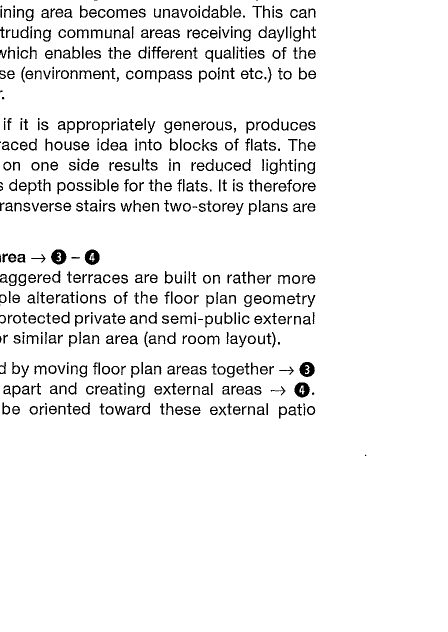 ining area becomes unavoidable. This can
truding communal areas receiving daylight
which enables the different qualities of the
se (environment, compass point etc.) to be
r.
if it is appropriately generous, produces
raced house idea into blocks of flats. The
on one side results in reduced lighting
s depth possible for the flats. It is therefore
ransverse stairs when two-storey plans are
area → ❸ – ❹
aggered terraces are built on rather more
ple alterations of the floor plan geometry
protected private and semi-public external
or similar plan area (and room layout).
d by moving floor plan areas together → ❸
apart and creating external areas → ❹.
be oriented toward these external patio